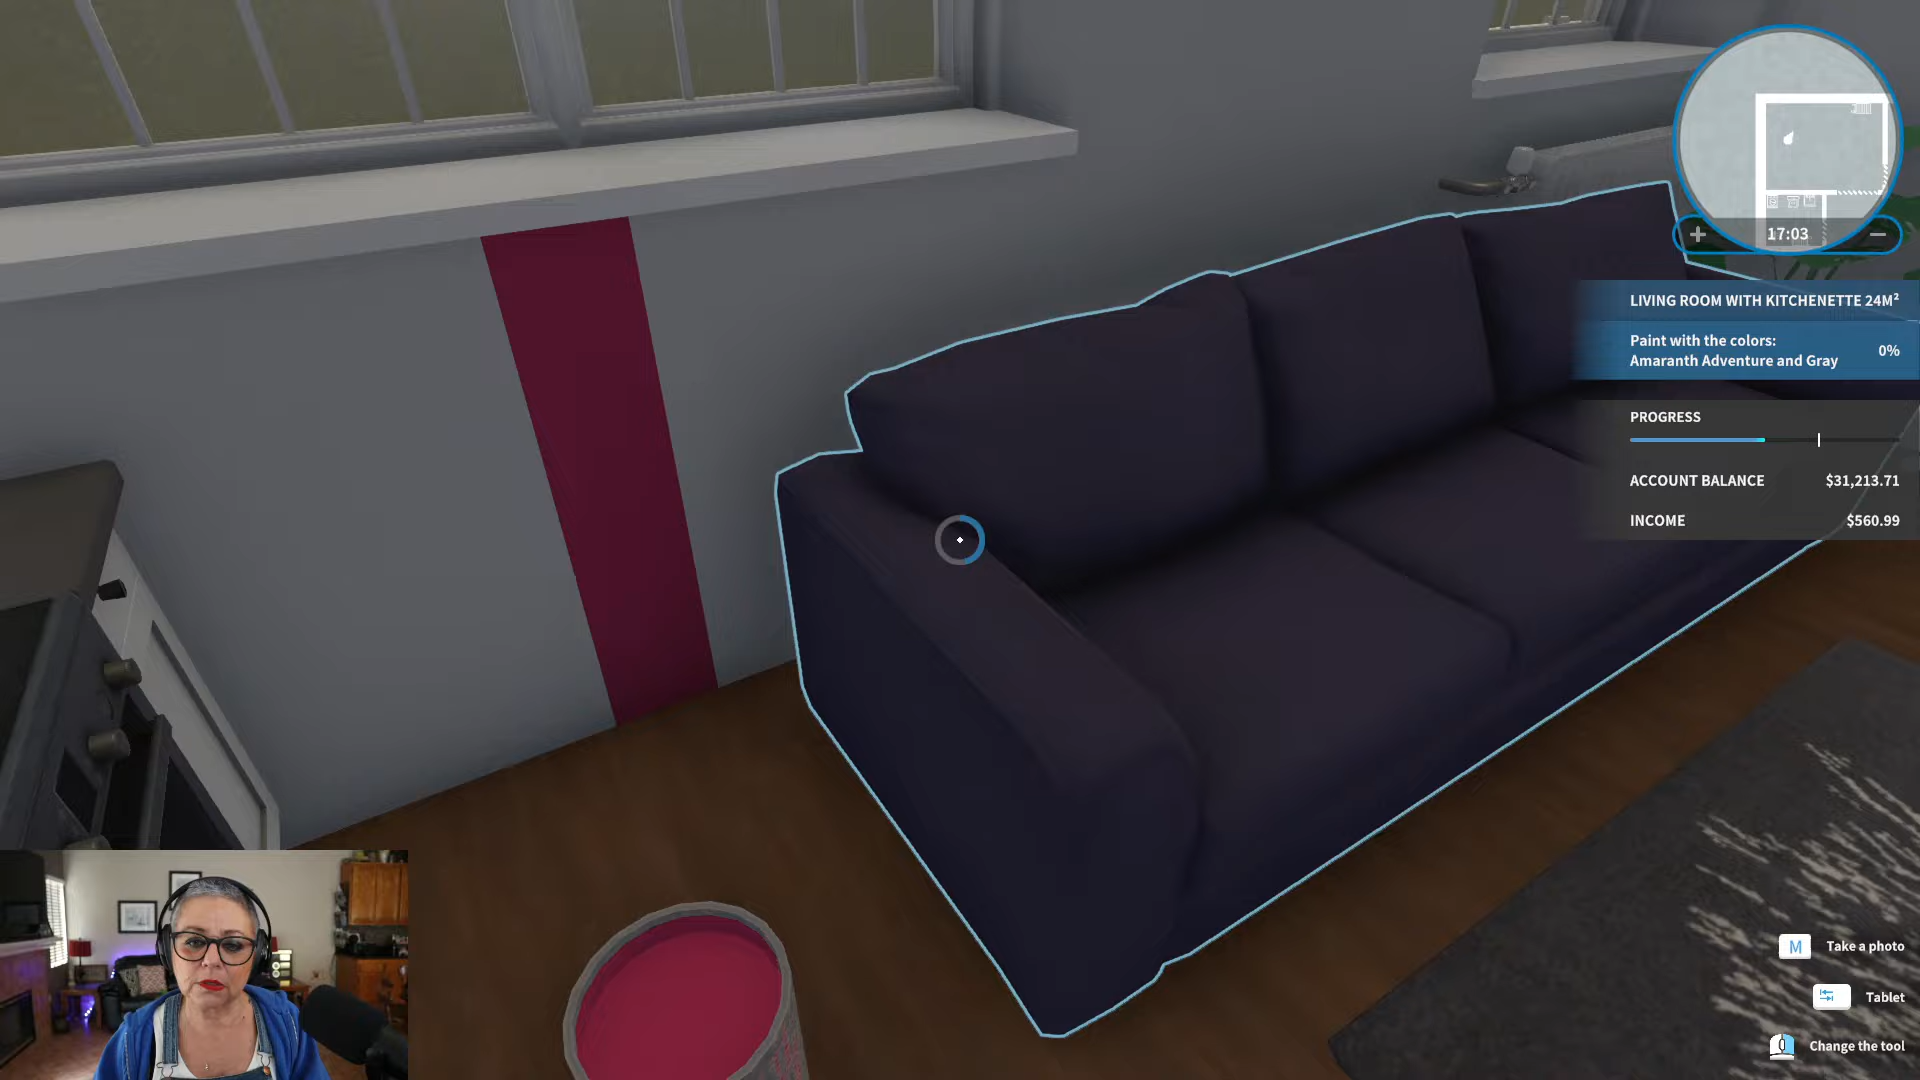 17:03
LIVING ROOM WITH KITCHENETTE 24M²
Paint with the colors:
Amaranth Adventure and Gray
0%
PROGRESS
ACCOUNT BALANCE $31,213.71
INCOME $560.99
M Take a photo
Tablet
Change the tool